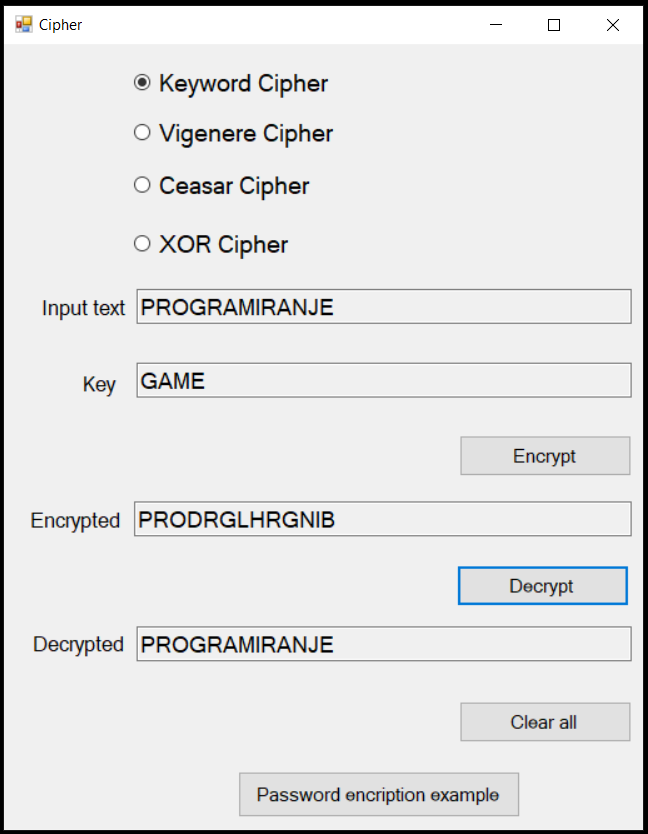 Cipher
Keyword Cipher
Vigenere Cipher
Ceasar Cipher
XOR Cipher
Input text PROGRAMIRANJE
Key GAME
Encrypt
Encrypted PRODRGLHRGNIB
Decrypt
Decrypted PROGRAMIRANJE
Clear all
Password encription example